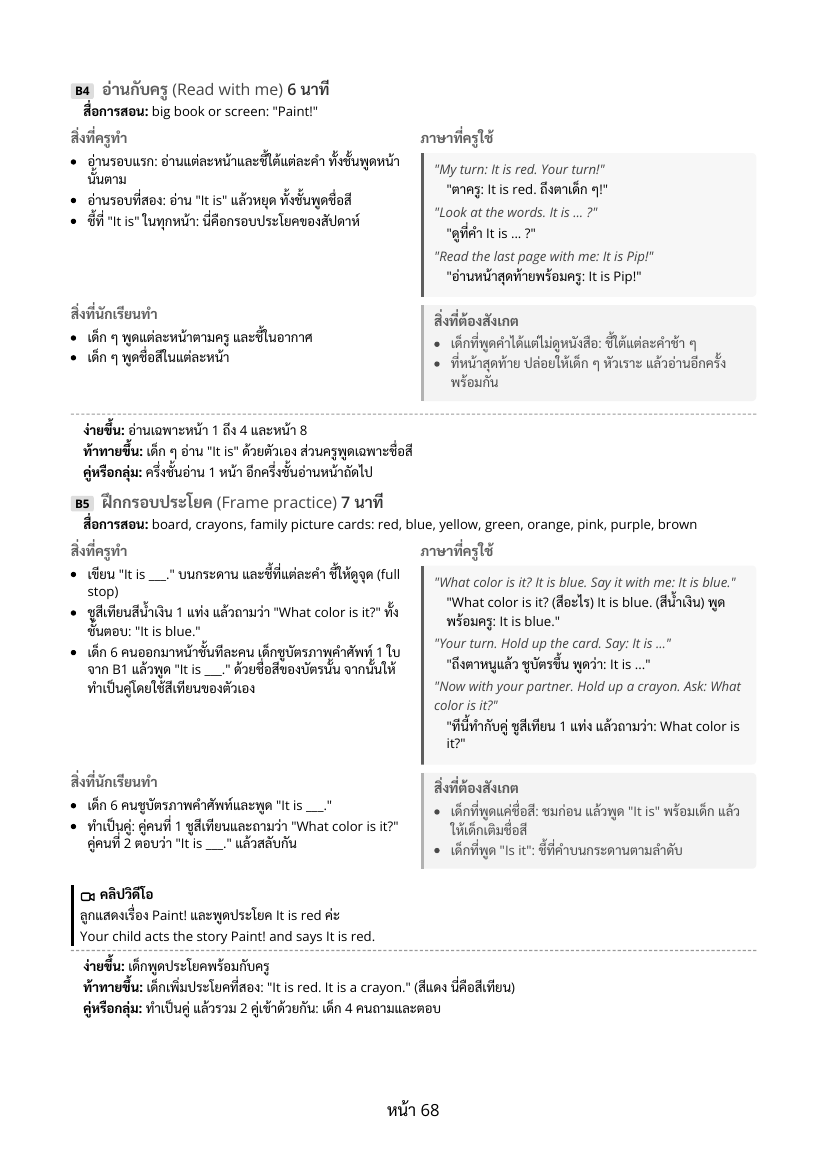 B4 อ่านกับครู (Read with me) 6 นาที
สื่อการสอน: big book or screen: "Paint!"
สิ่งที่ครูทำ
• อ่านรอบแรก: อ่านแต่ละหน้าและชี้ใต้แต่ละคำ ทั้งชั้นพูดหน้า
นั้นตาม
• อ่านรอบที่สอง: อ่าน "It is" แล้วหยุด ทั้งชั้นพูดชื่อสี
• ชี้ที่ "It is" ในทุกหน้า: นี่คือกรอบประโยคของสัปดาห์
ภาษาที่ครูใช้
"My turn: It is red. Your turn!"
"ตาครู: It is red. ถึงตาเด็ก ๆ!"
"Look at the words. It is ... ?"
"ดูที่คำ It is ... ?"
"Read the last page with me: It is Pip!"
"อ่านหน้าสุดท้ายพร้อมครู: It is Pip!"
สิ่งที่นักเรียนทำ
• เด็ก ๆ พูดแต่ละหน้าตามครู และชี้ในอากาศ
• เด็ก ๆ พูดชื่อสีในแต่ละหน้า
สิ่งที่ต้องสังเกต
• เด็กที่พูดคำได้แต่ไม่ดูหนังสือ: ชี้ใต้แต่ละคำช้า ๆ
• ที่หน้าสุดท้าย ปล่อยให้เด็ก ๆ หัวเราะ แล้วอ่านอีกครั้ง
พร้อมกัน
ง่ายขึ้น: อ่านเฉพาะหน้า 1 ถึง 4 และหน้า 8
ท้าทายขึ้น: เด็ก ๆ อ่าน "It is" ด้วยตัวเอง ส่วนครูพูดเฉพาะชื่อสี
คู่หรือกลุ่ม: ครึ่งชั้นอ่าน 1 หน้า อีกครึ่งชั้นอ่านหน้าถัดไป
B5 ฝึกกรอบประโยค (Frame practice) 7 นาที
สื่อการสอน: board, crayons, family picture cards: red, blue, yellow, green, orange, pink, purple, brown
สิ่งที่ครูทำ
• เขียน "It is ___." บนกระดาน และชี้ที่แต่ละคำ ชี้ให้ดูจุด (full
stop)
• ชูสีเทียนสีน้ำเงิน 1 แท่ง แล้วถามว่า "What color is it?" ทั้ง
ชั้นตอบ: "It is blue."
• เด็ก 6 คนออกมาหน้าชั้นทีละคน เด็กชูบัตรภาพคำศัพท์ 1 ใบ
จาก B1 แล้วพูด "It is ___." ด้วยชื่อสีของบัตรนั้น จากนั้นให้
ทำเป็นคู่โดยใช้สีเทียนของตัวเอง
ภาษาที่ครูใช้
"What color is it? It is blue. Say it with me: It is blue."
"What color is it? (สีอะไร) It is blue. (สีน้ำเงิน) พูด
พร้อมครู: It is blue."
"Your turn. Hold up the card. Say: It is ..."
"ถึงตาหนูแล้ว ชูบัตรขึ้น พูดว่า: It is ..."
"Now with your partner. Hold up a crayon. Ask: What
color is it?"
"ทีนี้ทำกับคู่ ชูสีเทียน 1 แท่ง แล้วถามว่า: What color is
it?"
สิ่งที่นักเรียนทำ
• เด็ก 6 คนชูบัตรภาพคำศัพท์และพูด "It is ___."
• ทำเป็นคู่: คู่คนที่ 1 ชูสีเทียนและถามว่า "What color is it?"
คู่คนที่ 2 ตอบว่า "It is ___." แล้วสลับกัน
สิ่งที่ต้องสังเกต
• เด็กที่พูดแค่ชื่อสี: ชมก่อน แล้วพูด "It is" พร้อมเด็ก แล้ว
ให้เด็กเติมชื่อสี
• เด็กที่พูด "Is it": ชี้ที่คำบนกระดานตามลำดับ
คลิปวิดีโอ
ลูกแสดงเรื่อง Paint! และพูดประโยค It is red ค่ะ
Your child acts the story Paint! and says It is red.
ง่ายขึ้น: เด็กพูดประโยคพร้อมกับครู
ท้าทายขึ้น: เด็กเพิ่มประโยคที่สอง: "It is red. It is a crayon." (สีแดง นี่คือสีเทียน)
คู่หรือกลุ่ม: ทำเป็นคู่ แล้วรวม 2 คู่เข้าด้วยกัน: เด็ก 4 คนถามและตอบ
หน้า 68